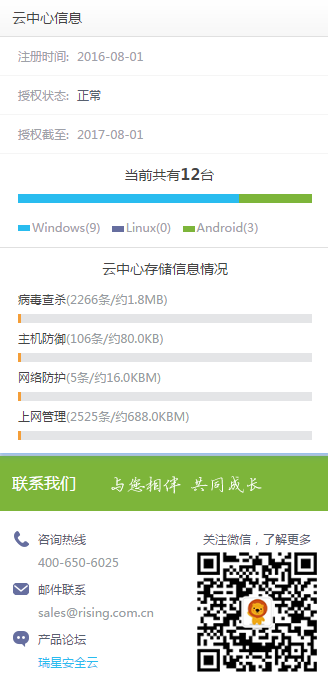 云中心信息
注册时间: 2016-08-01
授权状态: 正常
授权截至: 2017-08-01
当前共有12台
Windows(9) Linux(0) Android(3)
云中心存储信息情况
病毒查杀(2266条/约1.8MB)
主机防御(106条/约80.0KB)
网络防护(5条/约16.0KBM)
上网管理(2525条/约688.0KBM)
联系我们 与您相伴 共同成长
咨询热线
400-650-6025
邮件联系
sales@rising.com.cn
产品论坛
瑞星安全云
关注微信，了解更多